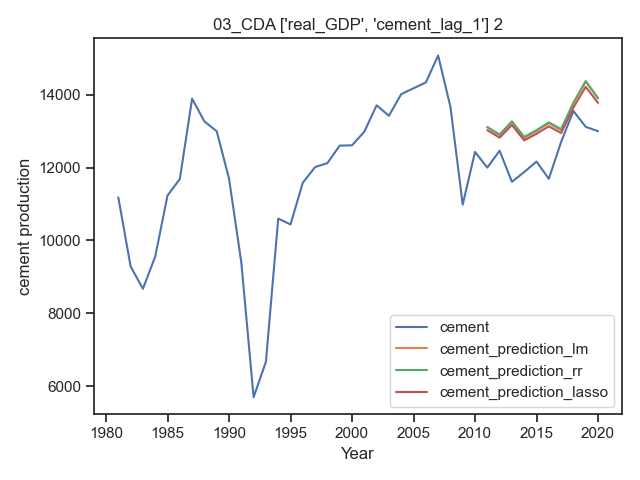 03_CDA ['real_GDP', 'cement_lag_1'] 2
cement production
14000
12000
10000
8000
6000
cement
cement_prediction_lm
cement_prediction_rr
cement_prediction_lasso
1980 1985 1990 1995 2000 2005 2010 2015 2020
Year